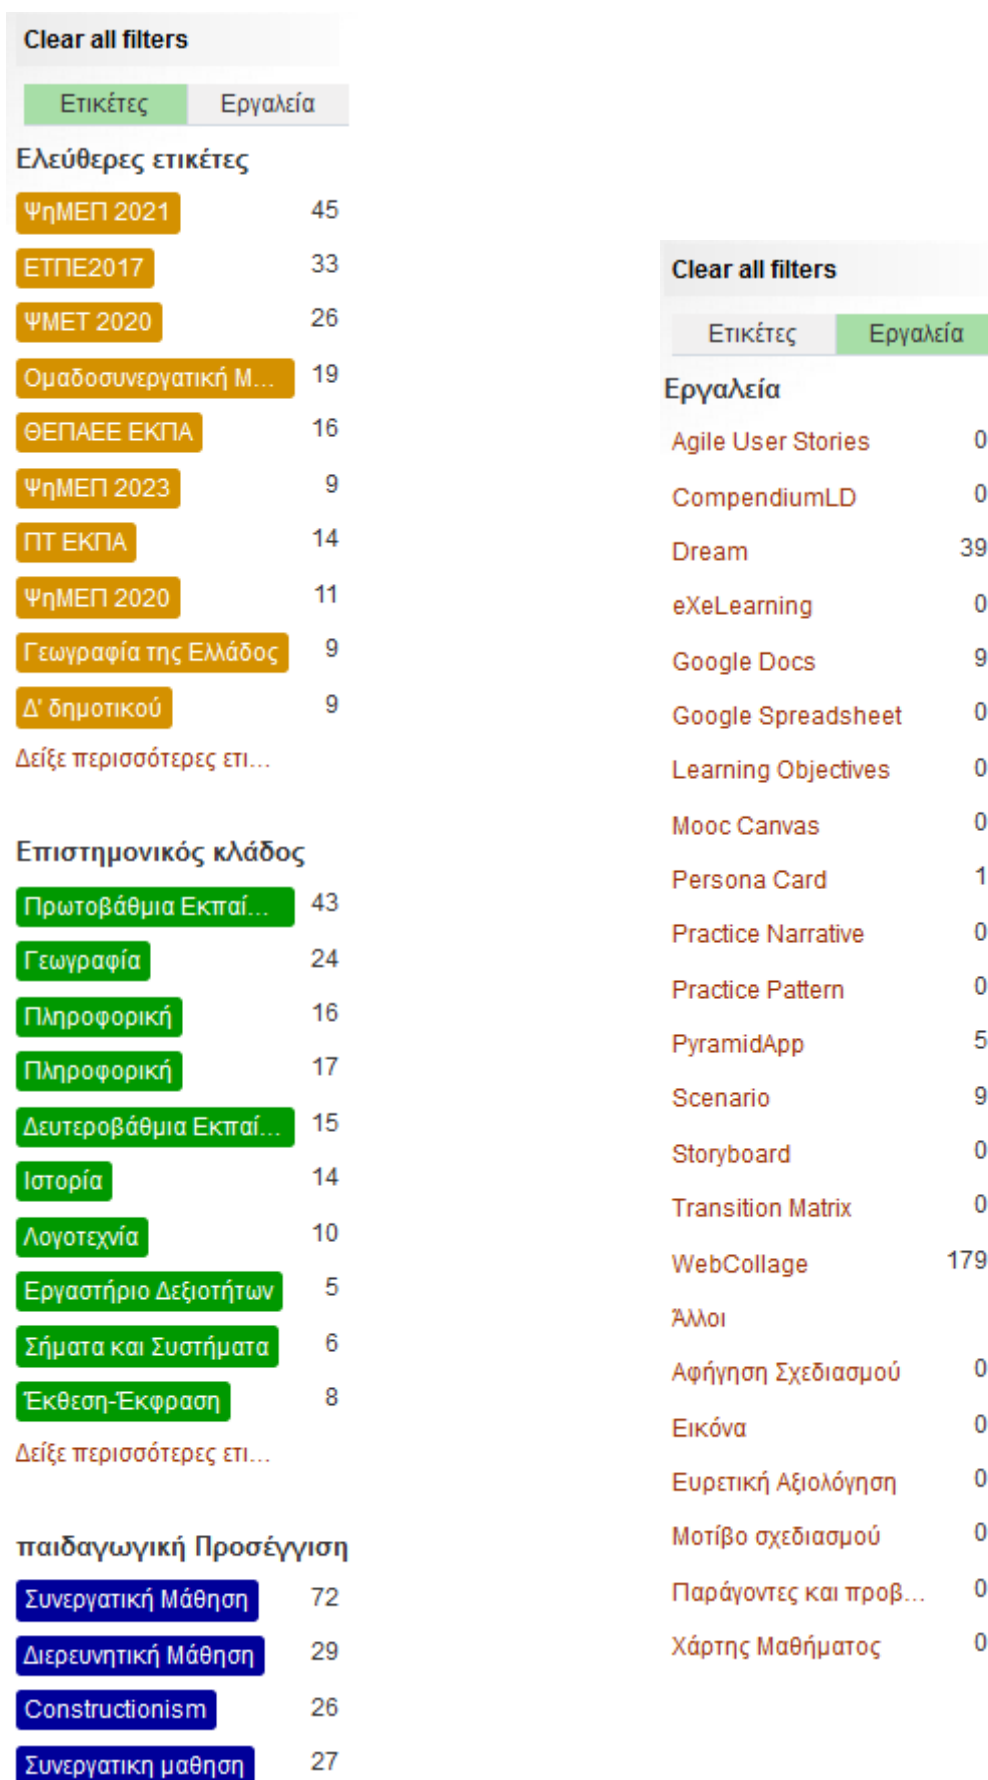 Clear all filters
Ετικέτες Εργαλεία
Ελεύθερες ετικέτες
ΨηΜΕΠ 2021 45
ΕΤΠΕ2017 33
ΨΜΕΤ 2020 26
Ομαδοσυνεργατική Μ... 19
ΘΕΠΑΕΕ ΕΚΠΑ 16
ΨηΜΕΠ 2023 9
ΠΤ ΕΚΠΑ 14
ΨηΜΕΠ 2020 11
Γεωγραφία της Ελλάδος 9
Δ' δημοτικού 9
Δείξε περισσότερες ετι...
Επιστημονικός κλάδος
Πρωτοβάθμια Εκπαί... 43
Γεωγραφία 24
Πληροφορική 16
Πληροφορική 17
Δευτεροβάθμια Εκπαί... 15
Ιστορία 14
Λογοτεχνία 10
Εργαστήριο Δεξιοτήτων 5
Σήματα και Συστήματα 6
Έκθεση-Έκφραση 8
Δείξε περισσότερες ετι...
παιδαγωγική Προσέγγιση
Συνεργατική Μάθηση 72
Διερευνητική Μάθηση 29
Constructionism 26
Συνεργατικη μαθηση 27
Clear all filters
Ετικέτες Εργαλεία
Εργαλεία
Agile User Stories 0
CompendiumLD 0
Dream 39
eXeLearning 0
Google Docs 9
Google Spreadsheet 0
Learning Objectives 0
Mooc Canvas 0
Persona Card 1
Practice Narrative 0
Practice Pattern 0
PyramidApp 5
Scenario 9
Storyboard 0
Transition Matrix 0
WebCollage 179
Άλλοι
Αφήγηση Σχεδιασμού 0
Εικόνα 0
Ευρετική Αξιολόγηση 0
Μοτίβο σχεδιασμού 0
Παράγοντες και προβ... 0
Χάρτης Μαθήματος 0